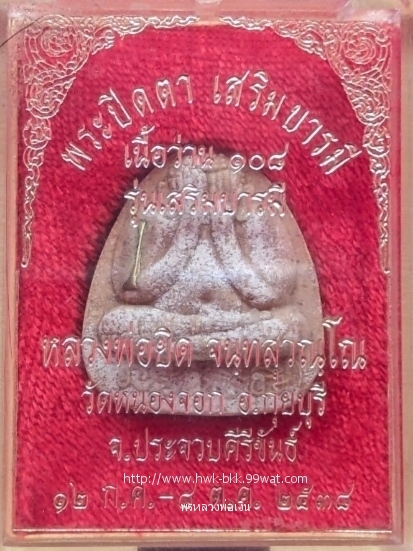 พระปิดตา เสริมบารมี
เนื้อว่าน ๑๐๘
รุ่นเสริมบารมี
หลวงพ่อยิด จนฺทสุวณฺโณ
วัดหนองจอก อ.กุยบุรี
จ.ประจวบคีรีขันธ์
http://www.hwk-bkk.99wat.com
๑๒ ก.ค.-๘ ต.ค. ๒๕๓๘
พรหลวงพ่อเงิน